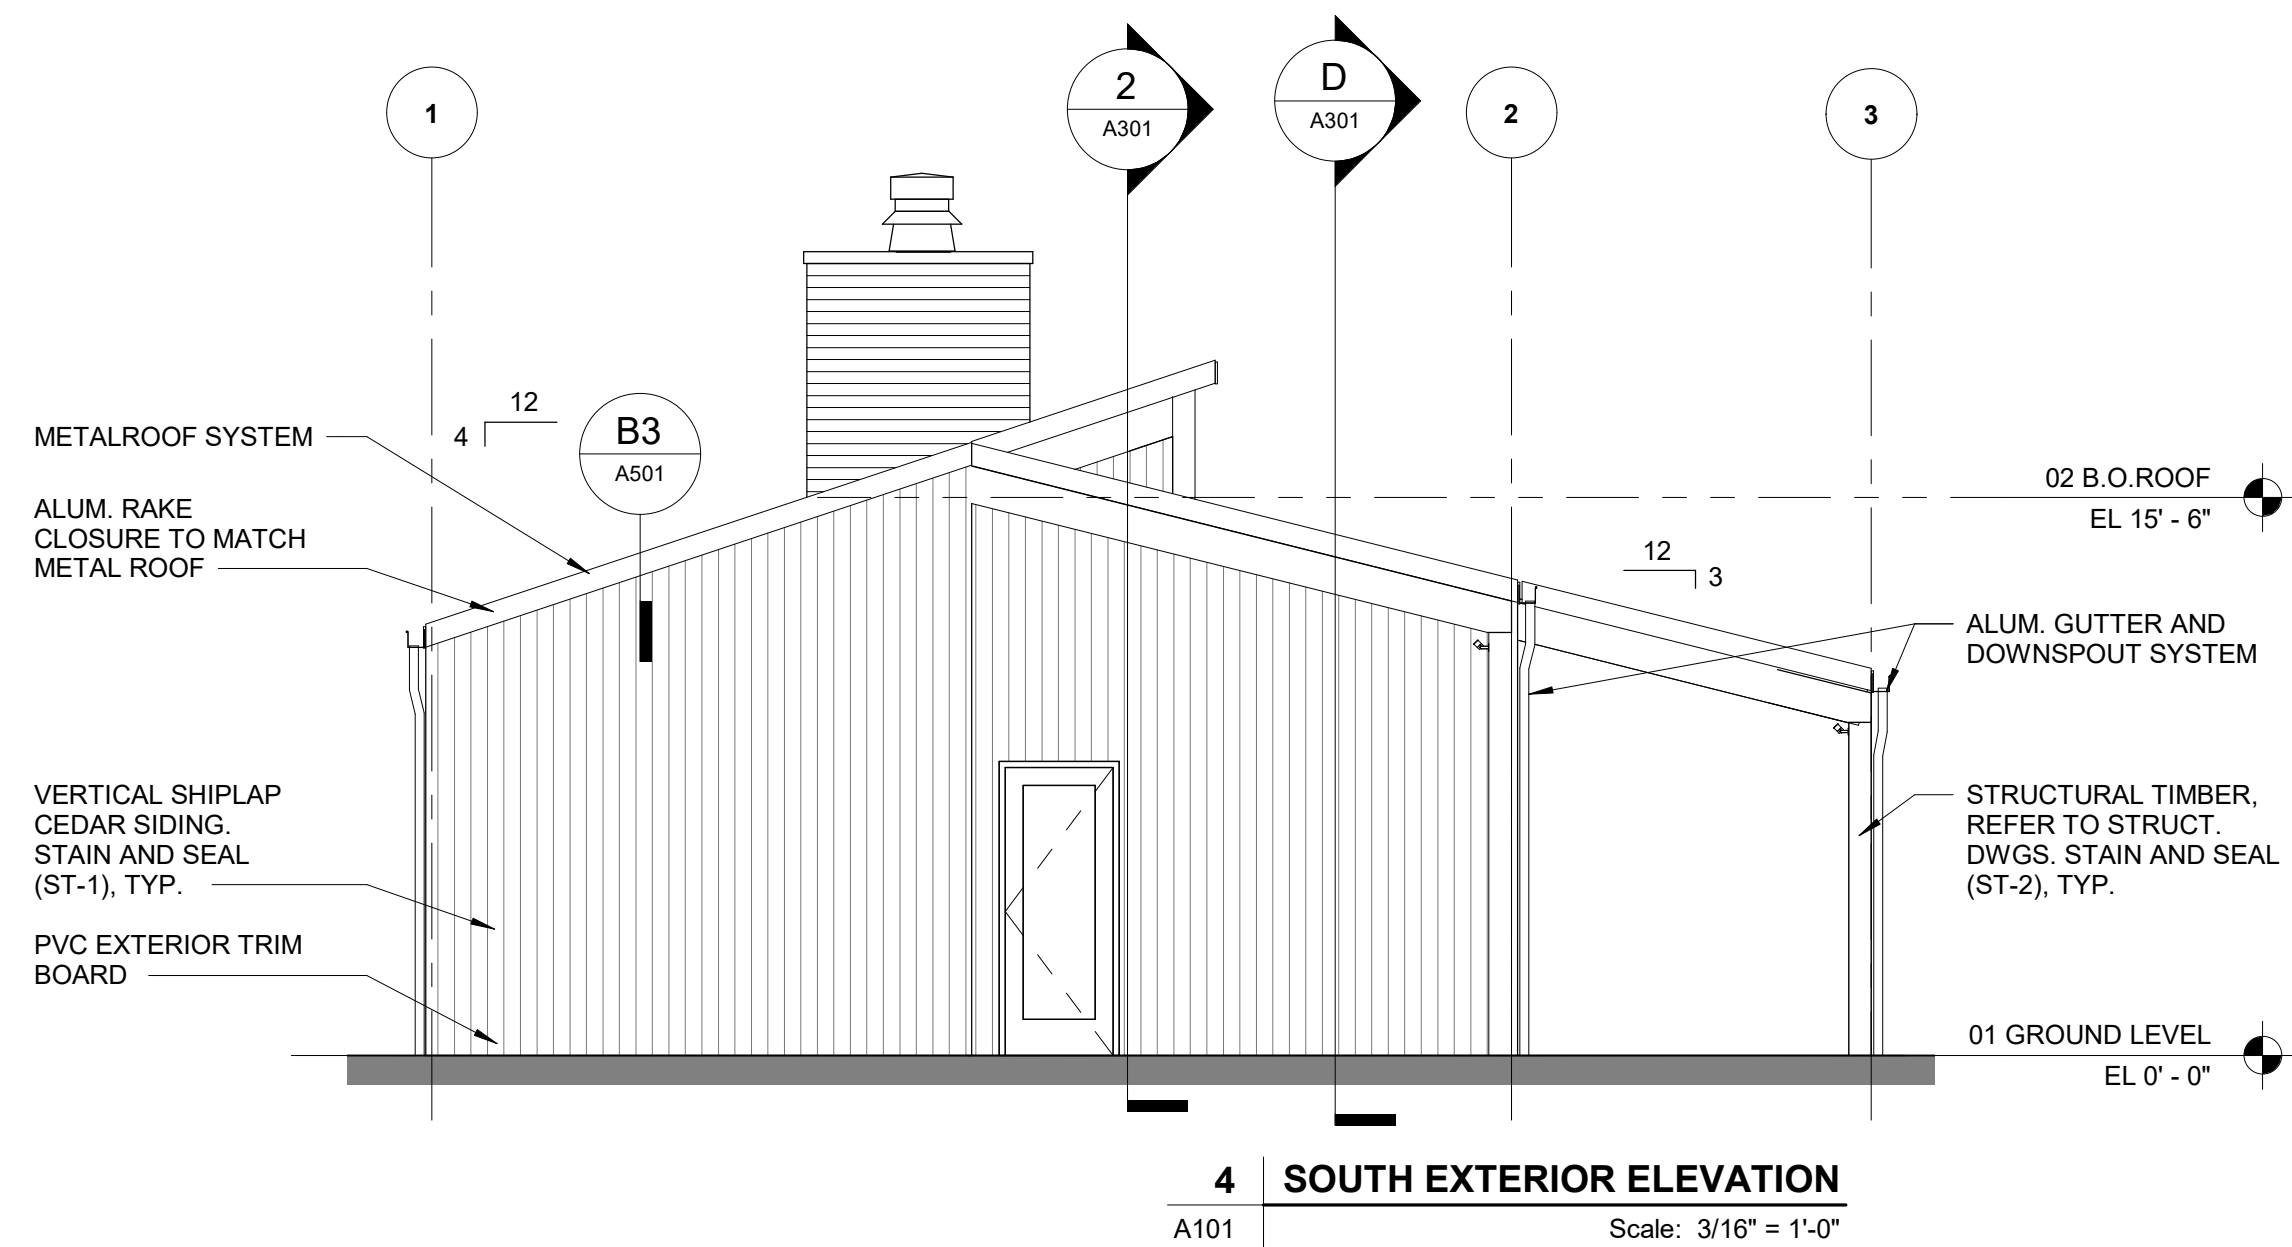 1
2
A301
D
A301
2
3
12
4
B3
A501
METALROOF SYSTEM
ALUM. RAKE
CLOSURE TO MATCH
METAL ROOF
VERTICAL SHIPLAP
CEDAR SIDING.
STAIN AND SEAL
(ST-1), TYP.
PVC EXTERIOR TRIM
BOARD
02 B.O.ROOF
EL 15' - 6"
12
3
ALUM. GUTTER AND
DOWNSPOUT SYSTEM
STRUCTURAL TIMBER,
REFER TO STRUCT.
DWGS. STAIN AND SEAL
(ST-2), TYP.
01 GROUND LEVEL
EL 0' - 0"
4
SOUTH EXTERIOR ELEVATION
A101
Scale: 3/16" = 1'-0"